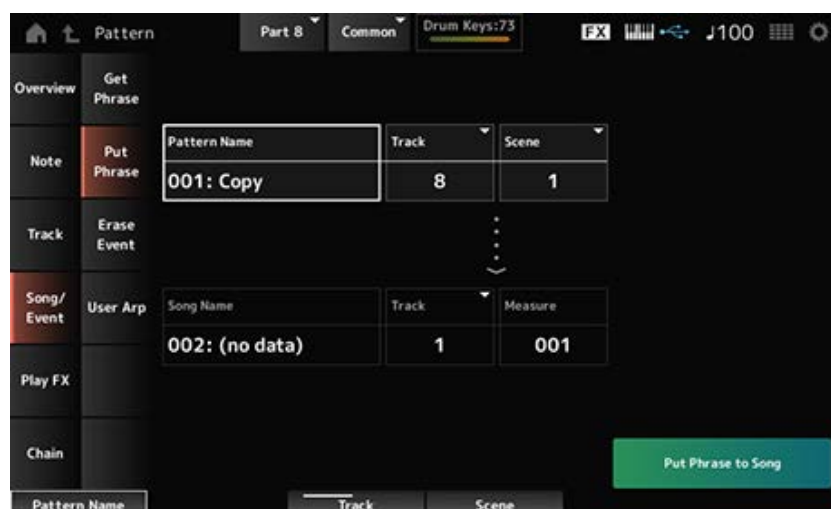 Pattern
Part 8
Common
Drum Keys:73
FX
♩100
Overview
Get
Phrase
Note
Put
Phrase
Pattern Name
Track
Scene
001: Copy
8
1
Track
Erase
Event
Song/
Event
User Arp
Song Name
Track
Measure
002: (no data)
1
001
Play FX
Chain
Put Phrase to Song
Pattern Name
Track
Scene